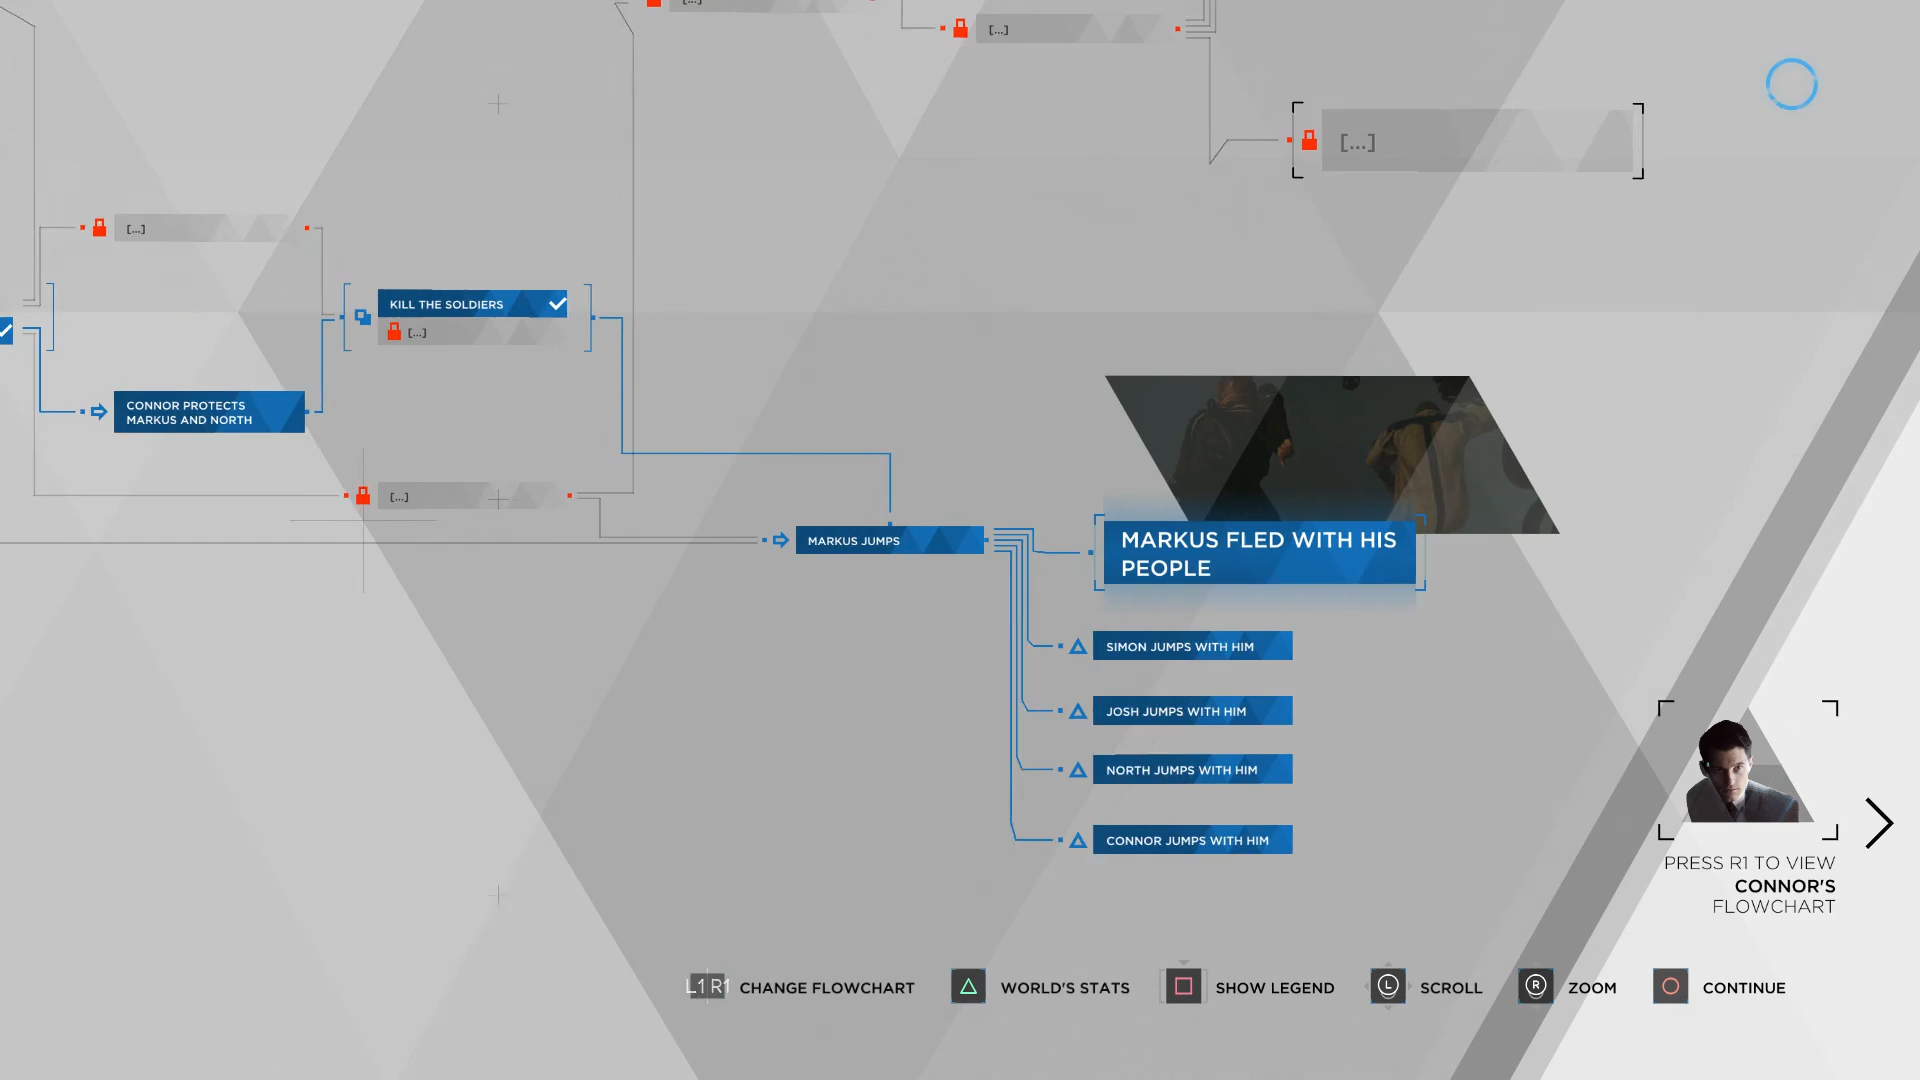 [...]
[...]
[...]
[...]
KILL THE SOLDIERS
[...]
CONNOR PROTECTS
MARKUS AND NORTH
[...]
MARKUS JUMPS
MARKUS FLED WITH HIS
PEOPLE
SIMON JUMPS WITH HIM
JOSH JUMPS WITH HIM
NORTH JUMPS WITH HIM
CONNOR JUMPS WITH HIM
PRESS R1 TO VIEW
CONNOR'S
FLOWCHART
L1 R1 CHANGE FLOWCHART WORLD'S STATS SHOW LEGEND L SCROLL R ZOOM CONTINUE